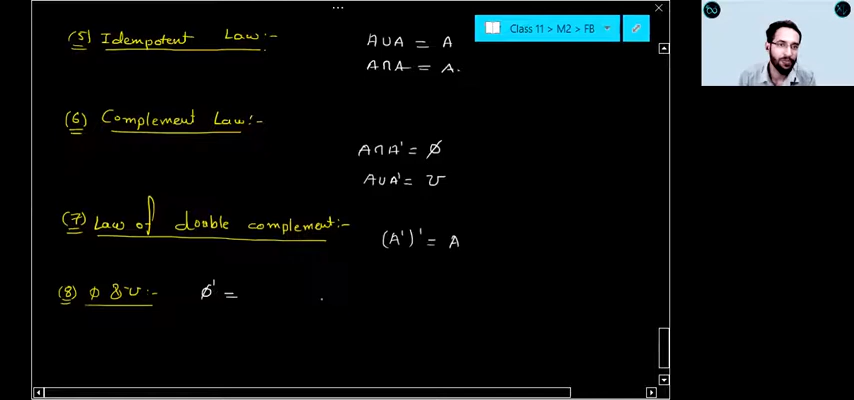 (5) Idempotent Law:-
A∪A = A
A∩A = A.
Class 11 > M2 > FB
(6) Complement Law:-
A∩A' = ϕ
A∪A' = U
(7) Law of double complement:-
(A')' = A
(8) ϕ & U:- ϕ' =